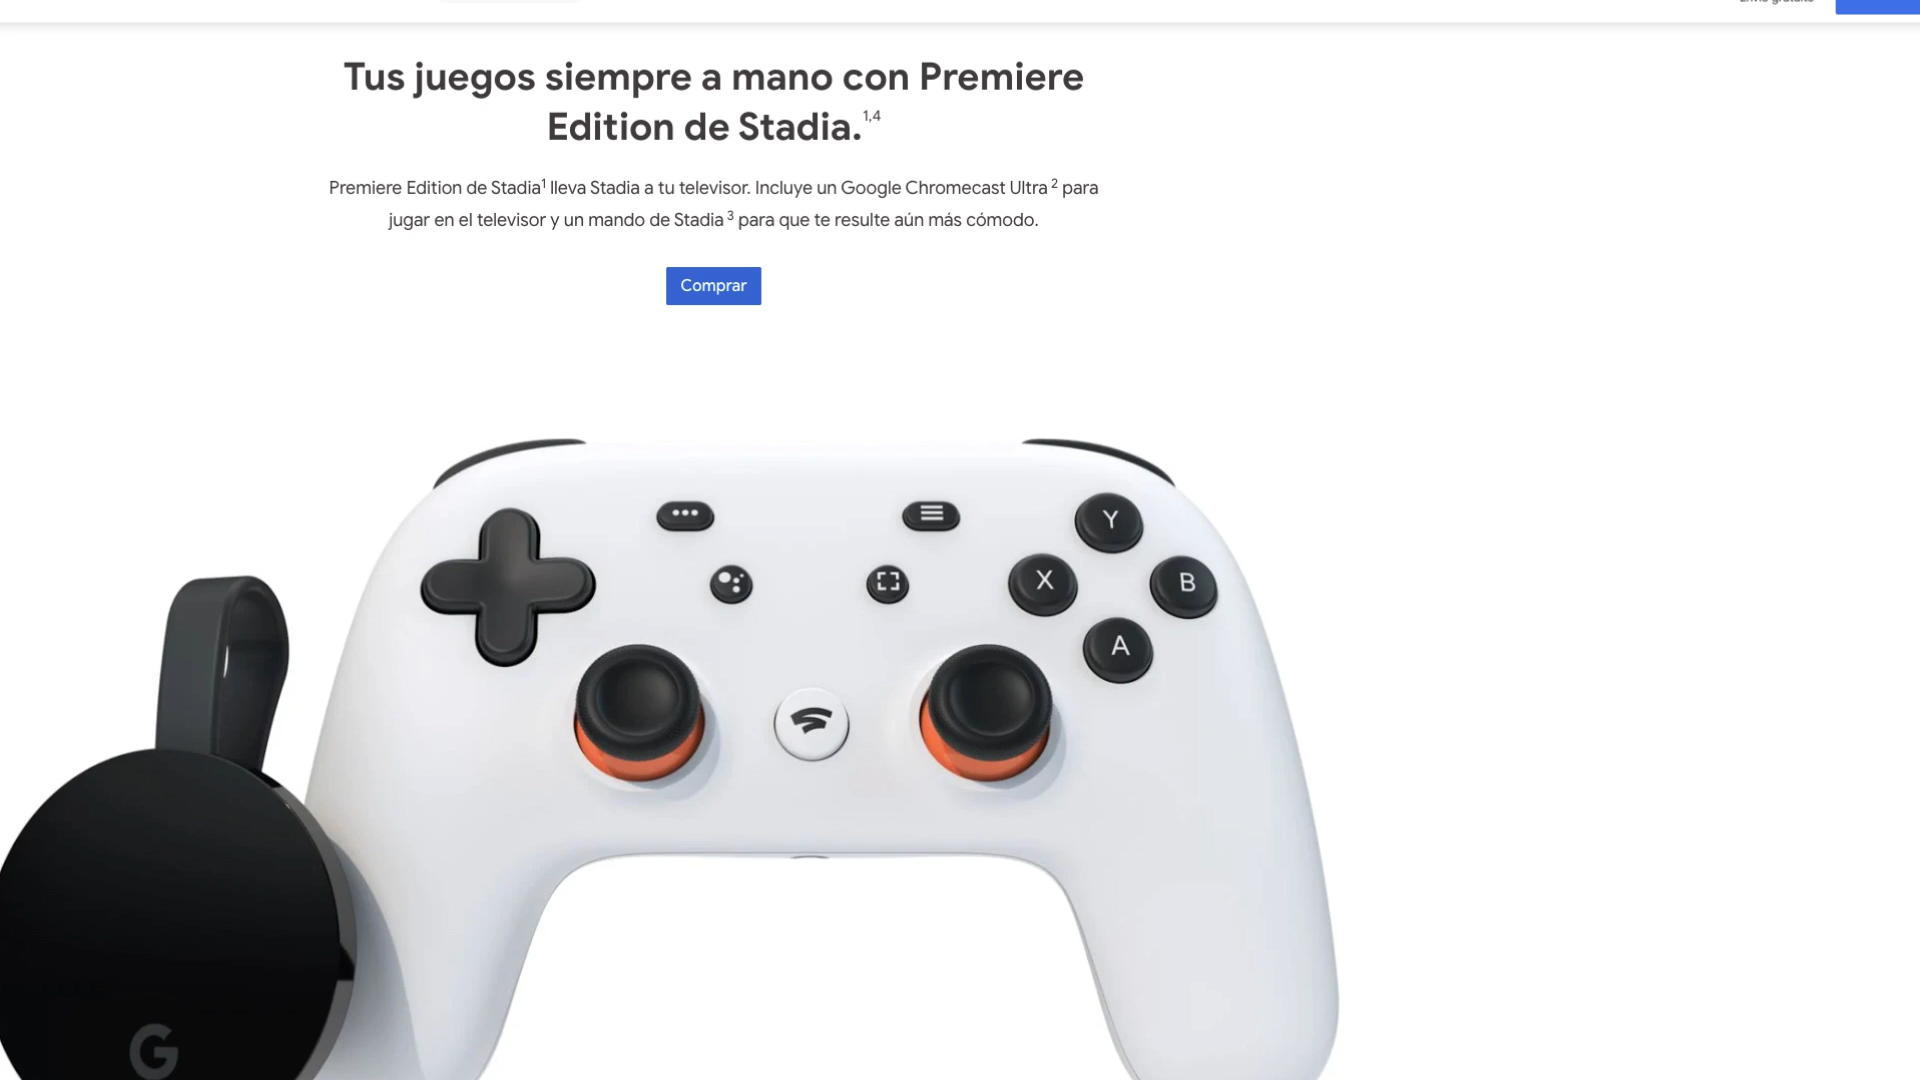 Tus juegos siempre a mano con Premiere
Edition de Stadia.1,4
Premiere Edition de Stadia1 lleva Stadia a tu televisor. Incluye un Google Chromecast Ultra 2 para
jugar en el televisor y un mando de Stadia 3 para que te resulte aún más cómodo.
Comprar
Y
X
B
A
G